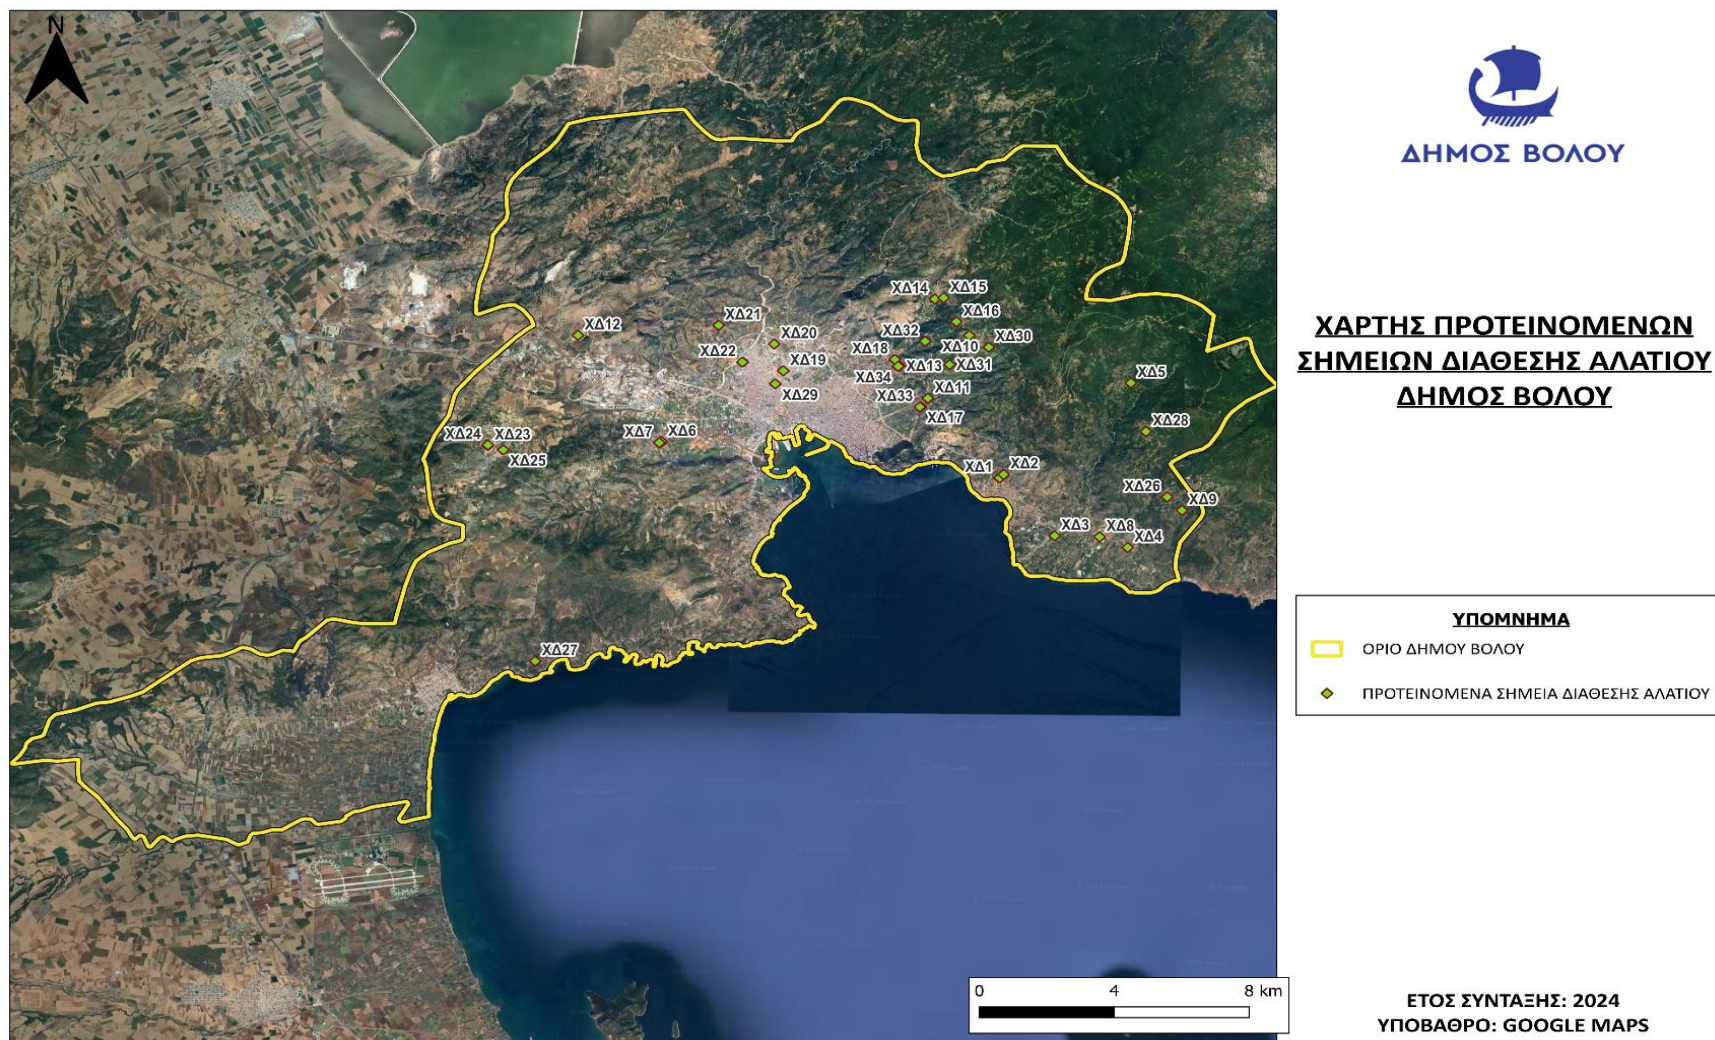 N
ΔΗΜΟΣ ΒΟΛΟΥ
ΧΑΡΤΗΣ ΠΡΟΤΕΙΝΟΜΕΝΩΝ
ΣΗΜΕΙΩΝ ΔΙΑΘΕΣΗΣ ΑΛΑΤΙΟΥ
ΔΗΜΟΣ ΒΟΛΟΥ
ΧΔ14
ΧΔ15
ΧΔ16
ΧΔ21
ΧΔ12
ΧΔ20
ΧΔ32
ΧΔ30
ΧΔ10
ΧΔ18
ΧΔ22
ΧΔ19
ΧΔ13
ΧΔ31
ΧΔ34
ΧΔ5
ΧΔ29
ΧΔ33
ΧΔ11
ΧΔ17
ΧΔ28
ΧΔ24
ΧΔ23
ΧΔ7
ΧΔ6
ΧΔ25
ΧΔ1
ΧΔ2
ΧΔ26
ΧΔ9
ΧΔ3
ΧΔ8
ΧΔ4
ΧΔ27
ΥΠΟΜΝΗΜΑ
ΟΡΙΟ ΔΗΜΟΥ ΒΟΛΟΥ
ΠΡΟΤΕΙΝΟΜΕΝΑ ΣΗΜΕΙΑ ΔΙΑΘΕΣΗΣ ΑΛΑΤΙΟΥ
0 4 8 km
ΕΤΟΣ ΣΥΝΤΑΞΗΣ: 2024
ΥΠΟΒΑΘΡΟ: GOOGLE MAPS